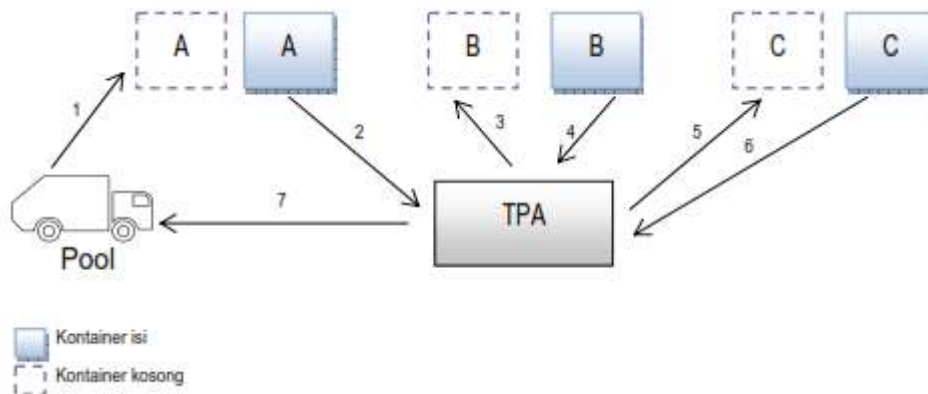 A A B B C C
1 2 3 4 5 6
7
TPA
Pool
Kontainer isi
Kontainer kosong